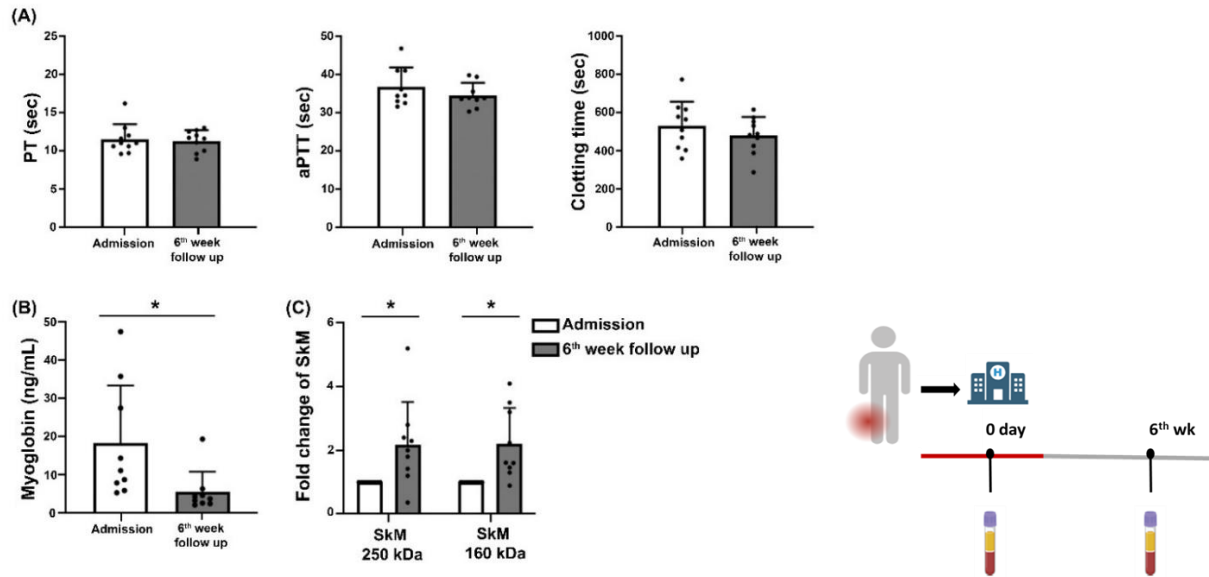 (A)
PT (sec)
25
20
15
10
5
0
Admission
6th week
follow up
aPTT (sec)
50
40
30
20
10
0
Admission
6th week
follow up
Clotting time (sec)
1000
800
600
400
200
0
Admission
6th week
follow up
(B)
*
Myoglobin (ng/mL)
50
40
30
20
10
0
Admission
6th week
follow up
(C)
*
*
Fold change of SkM
6
4
2
0
SkM
250 kDa
SkM
160 kDa
Admission
6th week follow up
H
0 day
6th wk